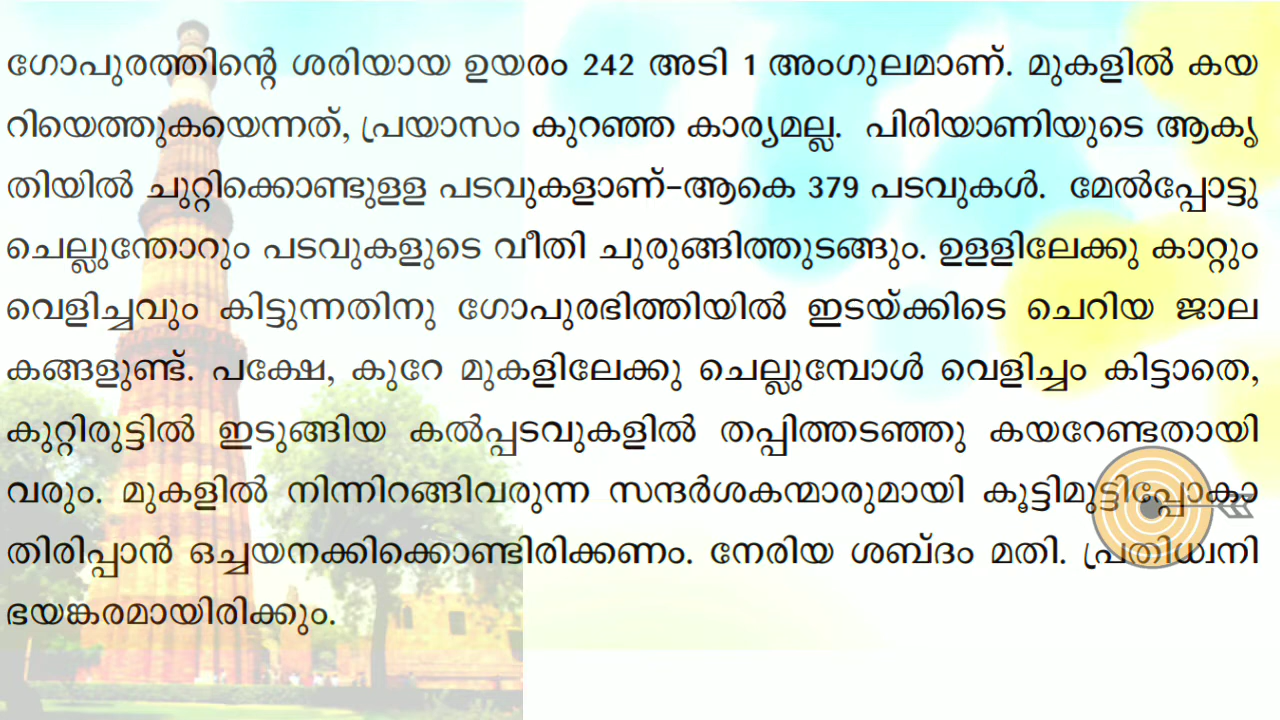 ഗോപുരത്തിന്റെ ശരിയായ ഉയരം 242 അടി 1 അംഗുലമാണ്. മുകളിൽ കയ
റിയെത്തുകയെന്നത്, പ്രയാസം കുറഞ്ഞ കാര്യമല്ല. പിരിയാണിയുടെ ആകൃ
തിയിൽ ചുറ്റിക്കൊണ്ടുളള പടവുകളാണ്-ആകെ 379 പടവുകൾ. മേൽപ്പോട്ടു
ചെല്ലുന്തോറും പടവുകളുടെ വീതി ചുരുങ്ങിത്തുടങ്ങും. ഉളളിലേക്കു കാറ്റും
വെളിച്ചവും കിട്ടുന്നതിനു ഗോപുരഭിത്തിയിൽ ഇടയ്ക്കിടെ ചെറിയ ജാല
കങ്ങളുണ്ട്. പക്ഷേ, കുറേ മുകളിലേക്കു ചെല്ലുമ്പോൾ വെളിച്ചം കിട്ടാതെ,
കുറ്റിരുട്ടിൽ ഇടുങ്ങിയ കൽപ്പടവുകളിൽ തപ്പിത്തടഞ്ഞു കയറേണ്ടതായി
വരും. മുകളിൽ നിന്നിറങ്ങിവരുന്ന സന്ദർശകന്മാരുമായി കൂട്ടിമുട്ടിപ്പോകാ
തിരിപ്പാൻ ഒച്ചയനക്കിക്കൊണ്ടിരിക്കണം. നേരിയ ശബ്ദം മതി. പ്രതിധ്വനി
ഭയങ്കരമായിരിക്കും.